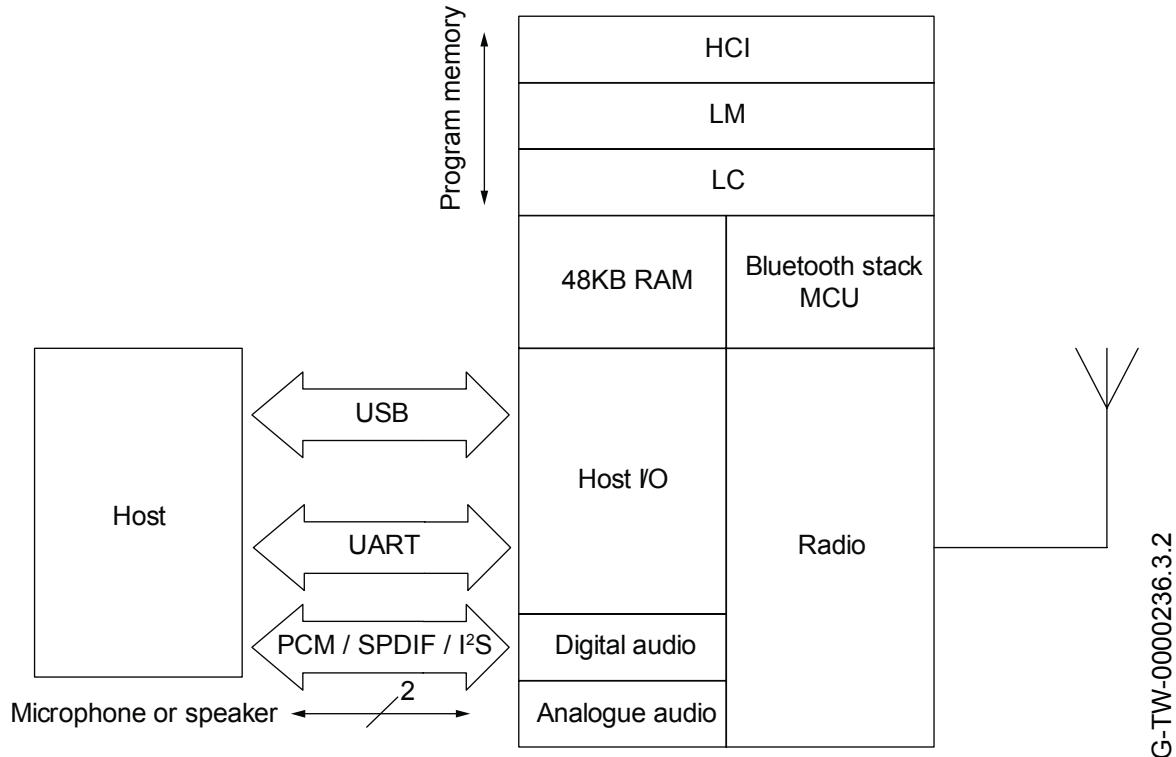 Program memory
HCI
LM
LC
48KB RAM
Bluetooth stack
MCU
Host
USB
UART
PCM / SPDIF / I²S
Host I/O
Radio
Digital audio
Analogue audio
2
Microphone or speaker
G-TW-0000236.3.2